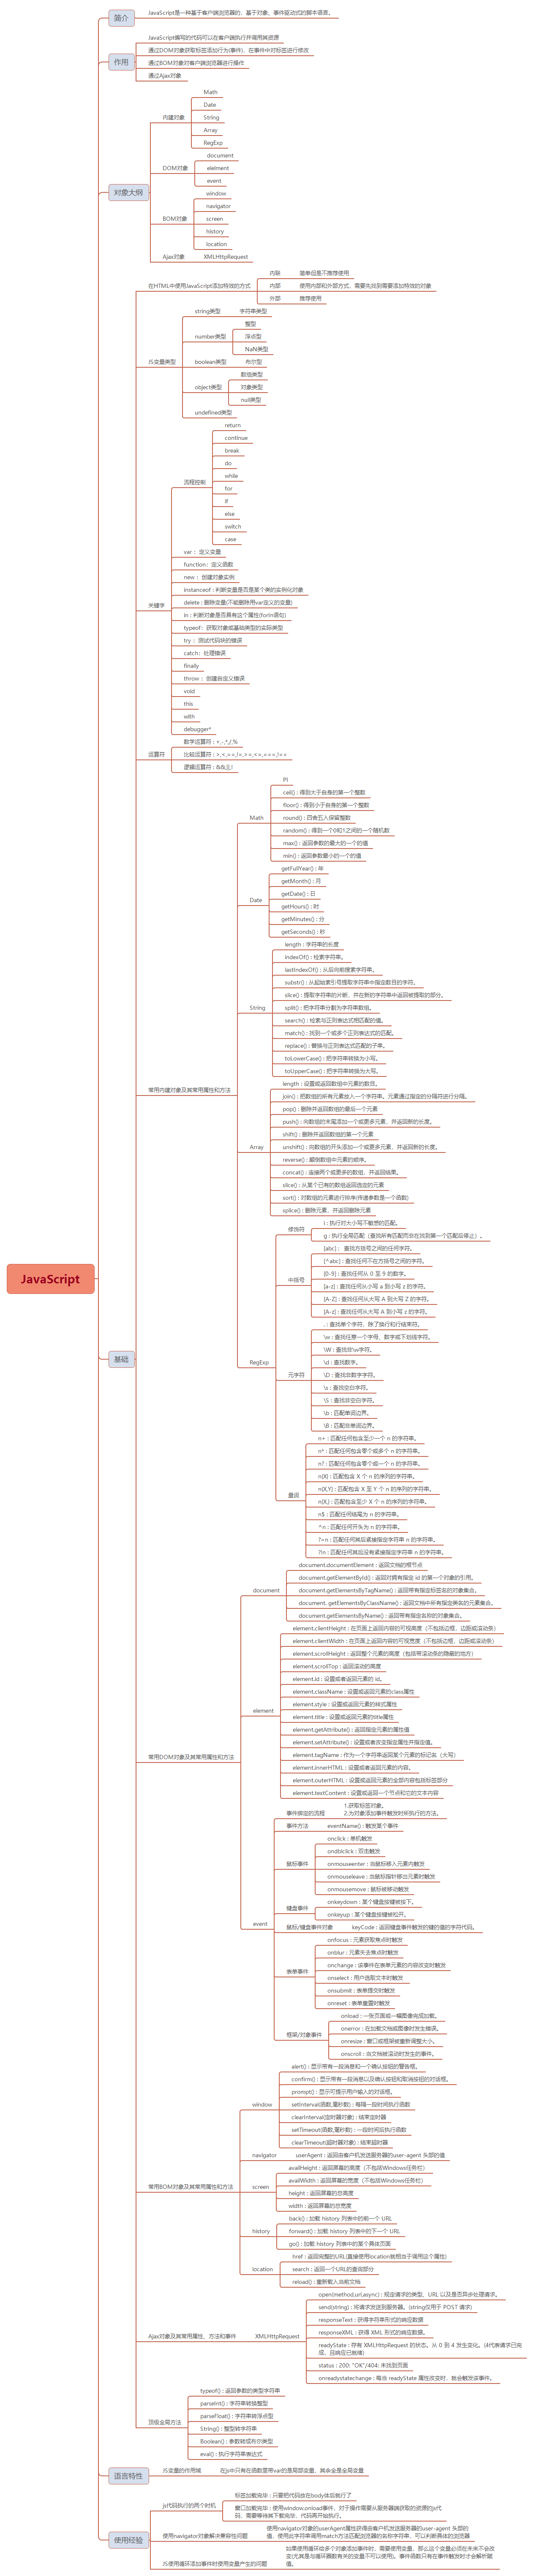 简介
JavaScript是一种基于客户端浏览器的、基于对象、事件驱动式的脚本语言。
作用
JavaScript编写的代码可以在客户端执行并调用其资源
通过DOM对象获取标签添加行为(事件)，在事件中对标签进行修改
通过BOM对象对客户端浏览器进行操作
通过Ajax对象
对象大纲
内建对象
Math
Date
String
Array
RegExp
DOM对象
document
elelment
event
BOM对象
window
navigator
screen
history
location
Ajax对象
XMLHttpRequest
JavaScript
基础
在HTML中使用JavaScript添加特效的方式
内联
简单但是不推荐使用
内部
使用内部和外部方式，需要先找到需要添加特效的对象
外部
推荐使用
JS变量类型
string类型
字符串类型
number类型
整型
浮点型
NaN类型
boolean类型
布尔型
object类型
数组类型
对象类型
null类型
undefined类型
关键字
流程控制
return
continue
break
do
while
for
if
else
switch
case
var： 定义变量
function：定义函数
new： 创建对象实例
instanceof : 判断变量是否是某个类的实例化对象
delete : 删除变量(不能删除用var定义的变量)
in : 判断对象是否具有这个属性(forin语句)
typeof：获取对象或基础类型的实际类型
try： 测试代码块的错误
catch：处理错误
finally
throw： 创建自定义错误
void
this
with
debugger*
运算符
数学运算符 : +,-,*,/,%
比较运算符 : >,<,==,!=,>=,<=,===,!==
逻辑运算符 : &&,||,!
常用内建对象及其常用属性和方法
Math
PI
ceil() : 得到大于自身的第一个整数
floor() : 得到小于自身的第一个整数
round() : 四舍五入保留整数
random() : 得到一个0和1之间的一个随机数
max() : 返回参数的最大的一个的值
min() : 返回参数最小的一个的值
Date
getFullYear() : 年
getMonth() : 月
getDate() : 日
getHours() : 时
getMinutes() : 分
getSeconds() : 秒
String
length : 字符串的长度
indexOf() : 检索字符串。
lastIndexOf() : 从后向前搜索字符串。
substr() : 从起始索引号提取字符串中指定数目的字符。
slice() : 提取字符串的片断，并在新的字符串中返回被提取的部分。
split() : 把字符串分割为字符串数组。
search() : 检索与正则表达式相匹配的值。
match() : 找到一个或多个正则表达式的匹配。
replace() : 替换与正则表达式匹配的子串。
toLowerCase() : 把字符串转换为小写。
toUpperCase() : 把字符串转换为大写。
Array
length : 设置或返回数组中元素的数目。
join() : 把数组的所有元素放入一个字符串。元素通过指定的分隔符进行分隔。
pop() : 删除并返回数组的最后一个元素
push() : 向数组的末尾添加一个或更多元素，并返回新的长度。
shift() : 删除并返回数组的第一个元素
unshift() : 向数组的开头添加一个或更多元素，并返回新的长度。
reverse() : 颠倒数组中元素的顺序。
concat() : 连接两个或更多的数组，并返回结果。
slice() : 从某个已有的数组返回选定的元素
sort() : 对数组的元素进行排序(传递参数是一个函数)
splice() : 删除元素，并返回删除元素
RegExp
修饰符
i : 执行对大小写不敏感的匹配。
g : 执行全局匹配（查找所有匹配而非在找到第一个匹配后停止）。
中括号
[abc] : 查找方括号之间的任何字符。
[^abc] : 查找任何不在方括号之间的字符。
[0-9] : 查找任何从 0 至 9 的数字。
[a-z] : 查找任何从小写 a 到小写 z 的字符。
[A-Z] : 查找任何从大写 A 到大写 Z 的字符。
[A-z] : 查找任何从大写 A 到小写 z 的字符。
元字符
. : 查找单个字符，除了换行和行结束符。
\w : 查找任意一个字母、数字或下划线字符。
\W : 查找非\w字符。
\d : 查找数字。
\D : 查找非数字字符。
\s : 查找空白字符。
\S : 查找非空白字符。
\b : 匹配单词边界。
\B : 匹配非单词边界。
量词
n+ : 匹配任何包含至少一个 n 的字符串。
n* : 匹配任何包含零个或多个 n 的字符串。
n? : 匹配任何包含零个或一个 n 的字符串。
n{X} : 匹配包含 X 个 n 的序列的字符串。
n{X,Y} : 匹配包含 X 至 Y 个 n 的序列的字符串。
n{X,} : 匹配包含至少 X 个 n 的序列的字符串。
n$ : 匹配任何结尾为 n 的字符串。
^n : 匹配任何开头为 n 的字符串。
?=n : 匹配任何其后紧接指定字符串 n 的字符串。
?!n : 匹配任何其后没有紧接指定字符串 n 的字符串。
常用DOM对象及其常用属性和方法
document
document.documentElement : 返回文档的根节点
document.getElementById() : 返回对拥有指定 id 的第一个对象的引用。
document.getElementsByTagName() : 返回带有指定标签名的对象集合。
document. getElementsByClassName() : 返回文档中所有指定类名的元素集合。
document.getElementsByName() : 返回带有指定名称的对象集合。
element
element.clientHeight : 在页面上返回内容的可视高度（不包括边框，边距或滚动条）
element.clientWidth : 在页面上返回内容的可视宽度（不包括边框，边距或滚动条）
element.scrollHeight : 返回整个元素的高度（包括带滚动条的隐蔽的地方）
element.scrollTop : 返回滚动的高度
element.id : 设置或者返回元素的 id。
element.className : 设置或返回元素的class属性
element.style : 设置或返回元素的样式属性
element.title : 设置或返回元素的title属性
element.getAttribute() : 返回指定元素的属性值
element.setAttribute() : 设置或者改变指定属性并指定值。
element.tagName : 作为一个字符串返回某个元素的标记名（大写）
element.innerHTML : 设置或者返回元素的内容。
element.outerHTML : 设置或返回元素的全部内容包括标签部分
element.textContent : 设置或返回一个节点和它的文本内容
event
事件绑定的流程
1.获取标签对象。
2.为对象添加事件触发时所执行的方法。
事件方法
eventName() : 触发某个事件
鼠标事件
onclick : 单机触发
ondblclick : 双击触发
onmouseenter : 当鼠标移入元素内触发
onmouseleave : 当鼠标指针移出元素时触发
onmousemove : 鼠标被移动触发
键盘事件
onkeydown : 某个键盘按键被按下。
onkeyup : 某个键盘按键被松开。
鼠标/键盘事件对象
keyCode : 返回键盘事件触发的键的值的字符代码。
表单事件
onfocus : 元素获取焦点时触发
onblur : 元素失去焦点时触发
onchange : 该事件在表单元素的内容改变时触发
onselect : 用户选取文本时触发
onsubmit : 表单提交时触发
onreset : 表单重置时触发
框架/对象事件
onload : 一张页面或一幅图像完成加载。
onerror : 在加载文档或图像时发生错误。
onresize : 窗口或框架被重新调整大小。
onscroll : 当文档被滚动时发生的事件。
常用BOM对象及其常用属性和方法
window
alert() : 显示带有一段消息和一个确认按钮的警告框。
confirm() : 显示带有一段消息以及确认按钮和取消按钮的对话框。
prompt() : 显示可提示用户输入的对话框。
setInterval(函数,毫秒数) : 每隔一段时间执行函数
clearInterval(定时器对象) : 结束定时器
setTimeout(函数,毫秒数) : 一段时间后执行函数
clearTimeout(超时器对象) : 结束超时器
navigator
userAgent : 返回由客户机发送服务器的user-agent 头部的值
screen
availHeight : 返回屏幕的高度（不包括Windows任务栏）
availWidth : 返回屏幕的宽度（不包括Windows任务栏）
height : 返回屏幕的总高度
width : 返回屏幕的总宽度
history
back() : 加载 history 列表中的前一个 URL
forward() : 加载 history 列表中的下一个 URL
go() : 加载 history 列表中的某个具体页面
location
href : 返回完整的URL(直接使用location就相当于调用这个属性)
search : 返回一个URL的查询部分
reload() : 重新载入当前文档
Ajax对象及其常用属性、方法和事件
XMLHttpRequest
open(method,url,async) : 规定请求的类型、URL 以及是否异步处理请求。
send(string) : 将请求发送到服务器。(string仅用于 POST 请求)
responseText : 获得字符串形式的响应数据
responseXML : 获得 XML 形式的响应数据。
readyState : 存有 XMLHttpRequest 的状态。从 0 到 4 发生变化。(4代表请求已完
成，且响应已就绪)
status : 200: "OK"/404: 未找到页面
onreadystatechange : 每当 readyState 属性改变时，就会触发该事件。
顶级全局方法
typeof() : 返回参数的类型字符串
parseInt() : 字符串转换整型
parseFloat() : 字符串转浮点型
String() : 整型转字符串
Boolean() : 参数转成布尔类型
eval() : 执行字符串表达式
语言特性
JS变量的作用域
在js中只有在函数里带var的是局部变量，其余全是全局变量
使用经验
js代码执行的两个时机
标签加载完毕 : 只要把代码放在body体后就行了
窗口加载完毕 : 使用window.onload事件，对于操作需要从服务器端获取的资源的js代
码，需要等待其下载完毕，代码再开始执行。
使用navigator对象解决兼容性问题
使用navigator对象的userAgent属性获得由客户机发送服务器的user-agent 头部的
值，使用此字符串调用match方法匹配浏览器的名称字符串，可以判断具体的浏览器
JS使用循环添加事件时使用变量产生的问题
如果使用循环给多个对象添加事件时，需要使用变量，那么这个变量必须在未来不会改
变(尤其是与循环圈数有关的变量不可以使用)。事件函数只有在事件触发时才会解析赋
值。